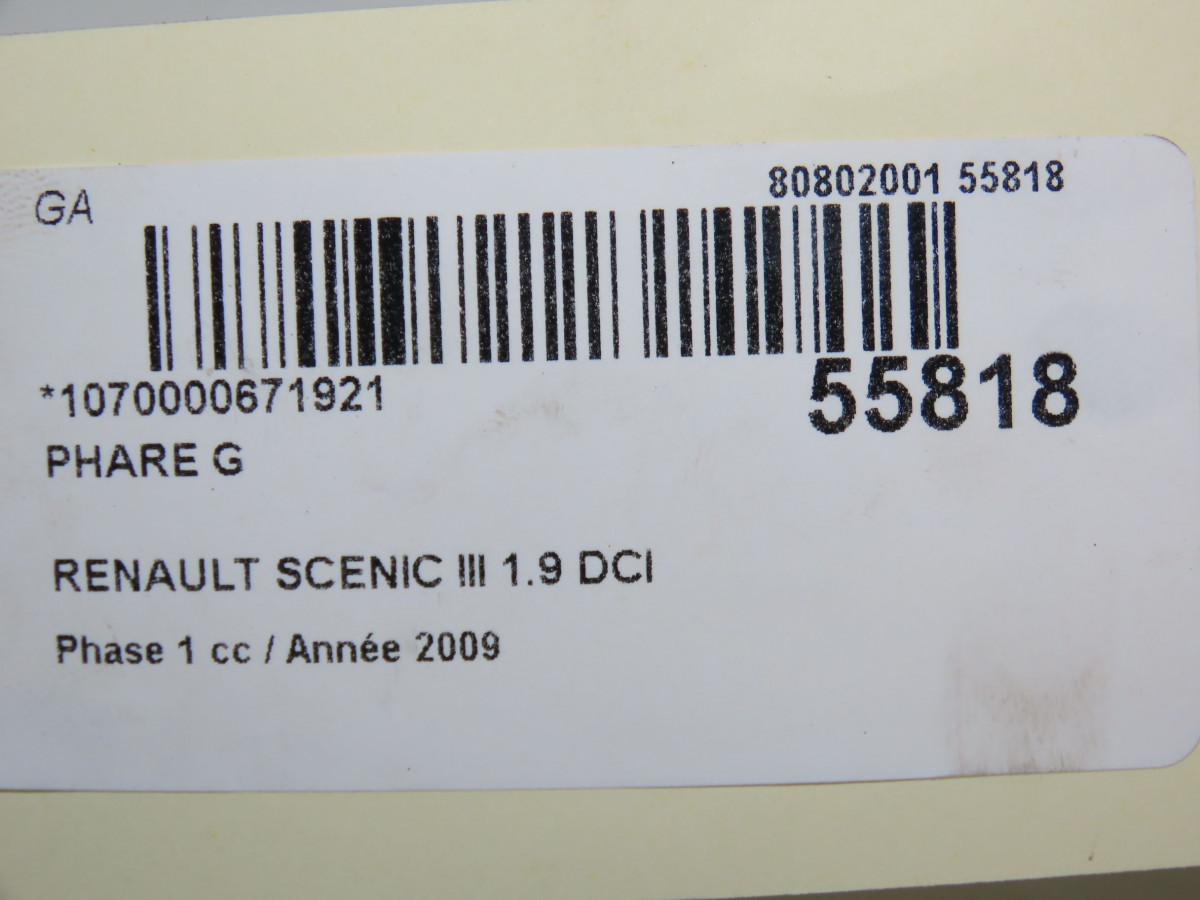 GA
80802001 55818
*1070000671921
55818
PHARE G
RENAULT SCENIC III 1.9 DCI
Phase 1 cc / Année 2009